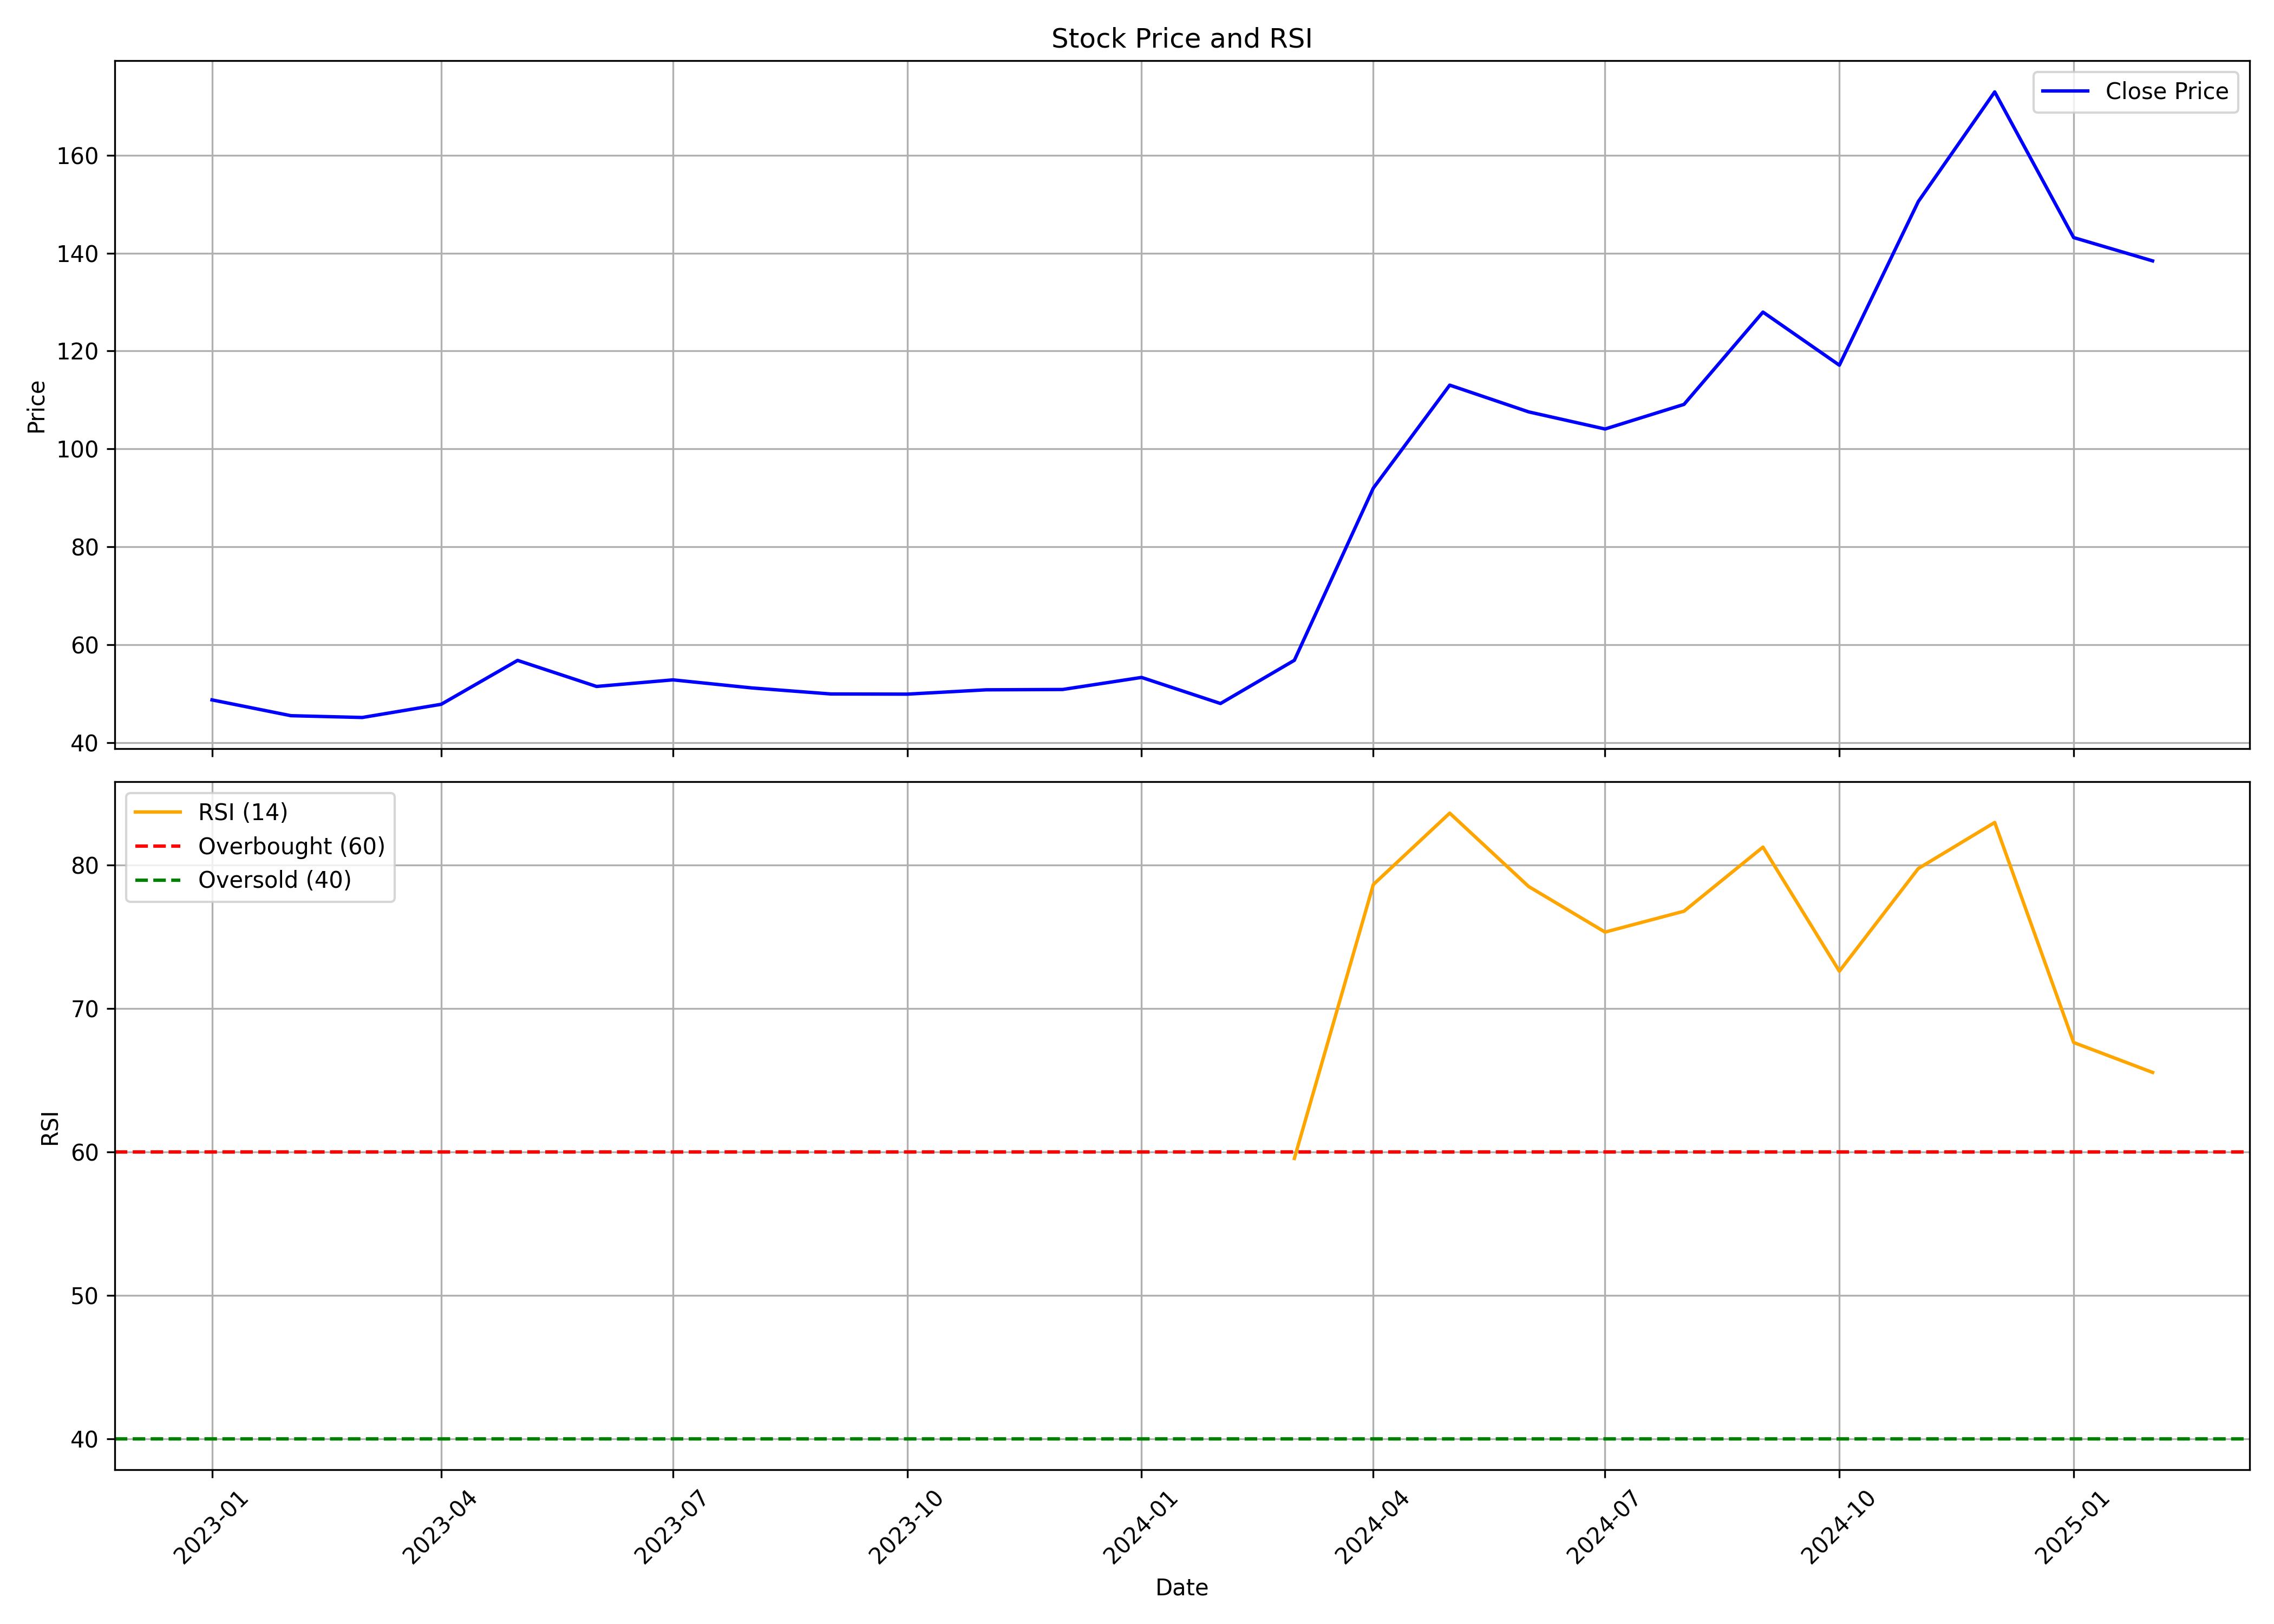 Stock Price and RSI
Close Price
Price
160
140
120
100
80
60
40
RSI (14)
Overbought (60)
Oversold (40)
RSI
80
70
60
50
40
2023-01
2023-04
2023-07
2023-10
2024-01
2024-04
2024-07
2024-10
2025-01
Date